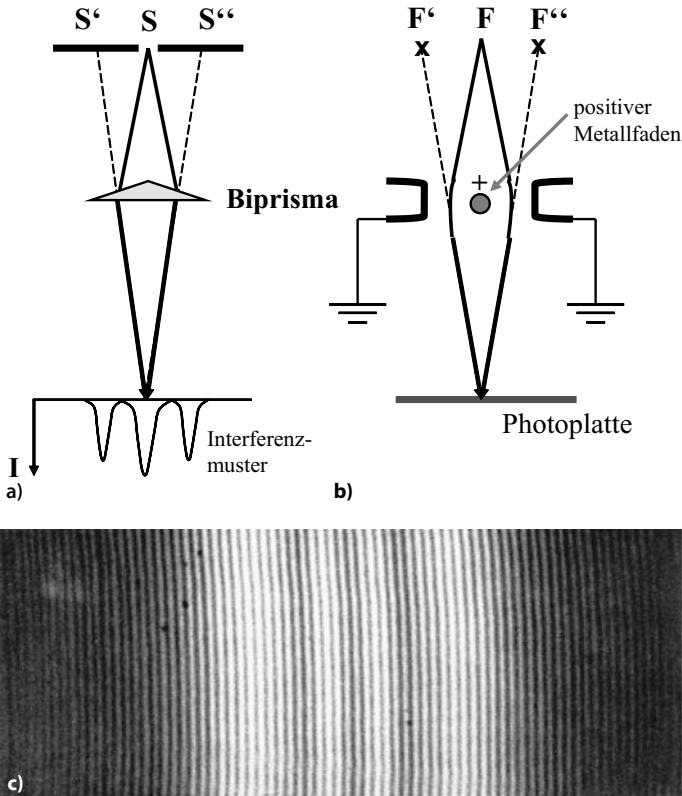 S‘ S S‘‘
F‘ F F‘‘
x x
positiver
Metallfaden
+
Biprisma
Interferenz-
muster
I
Photoplatte
a)
b)
c)